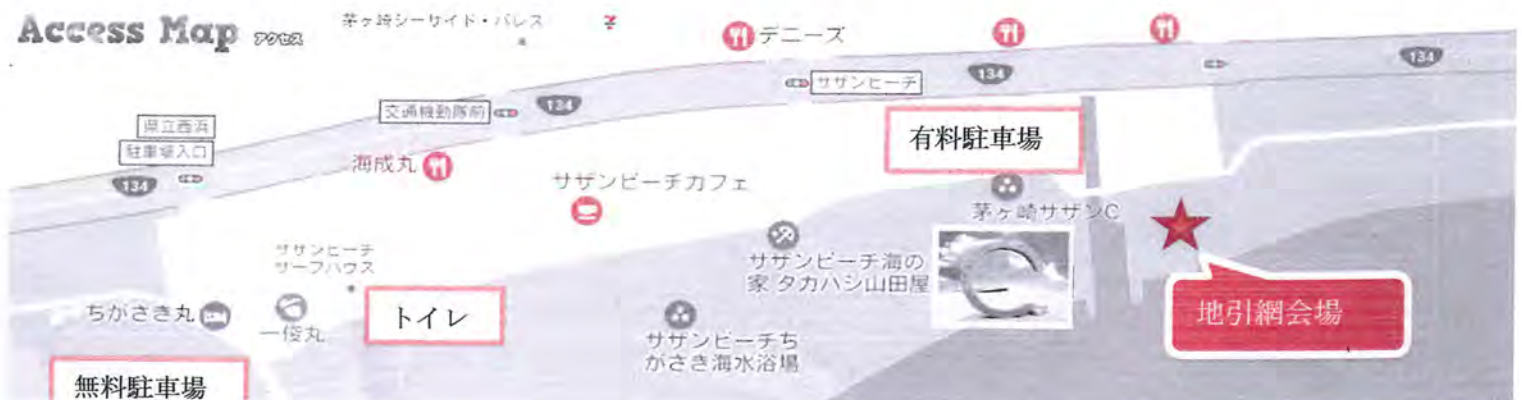 Access Map アクセス
茅ヶ崎シーサイド・パレス
デニーズ
134
サザンビーチ
134
交通機動隊前
134
県立西浜
駐車場入口
134
有料駐車場
海成丸
サザンビーチカフェ
茅ヶ崎サザンC
サザンビーチ
サーフハウス
サザンビーチ海の
家 タカハシ山田屋
ちがさき丸
一俊丸
トイレ
地引網会場
サザンビーチち
がさき海水浴場
無料駐車場